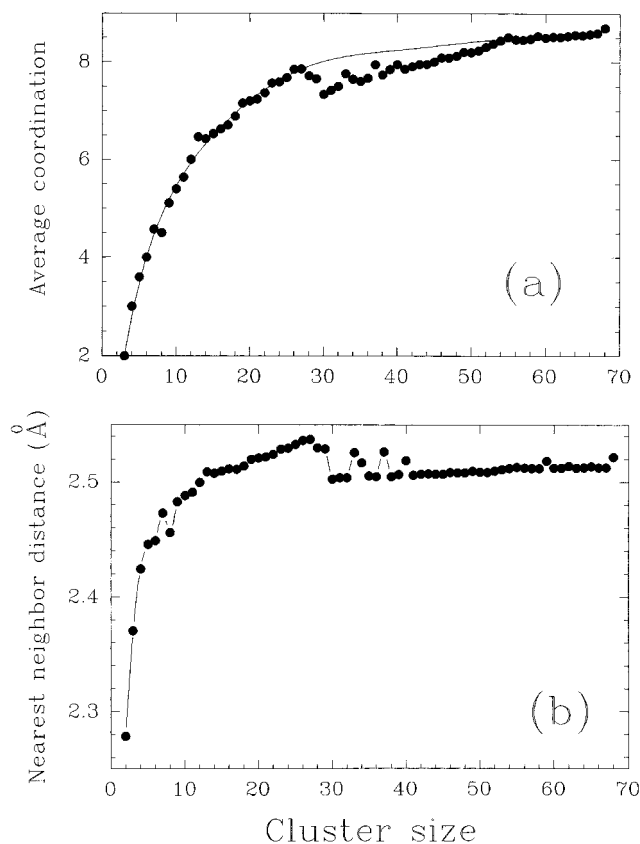 Average coordination
8
6
4
2
(a)
0 10 20 30 40 50 60 70
Nearest neighbor distance (Å)
2.5
2.4
2.3
(b)
0 10 20 30 40 50 60 70
Cluster size